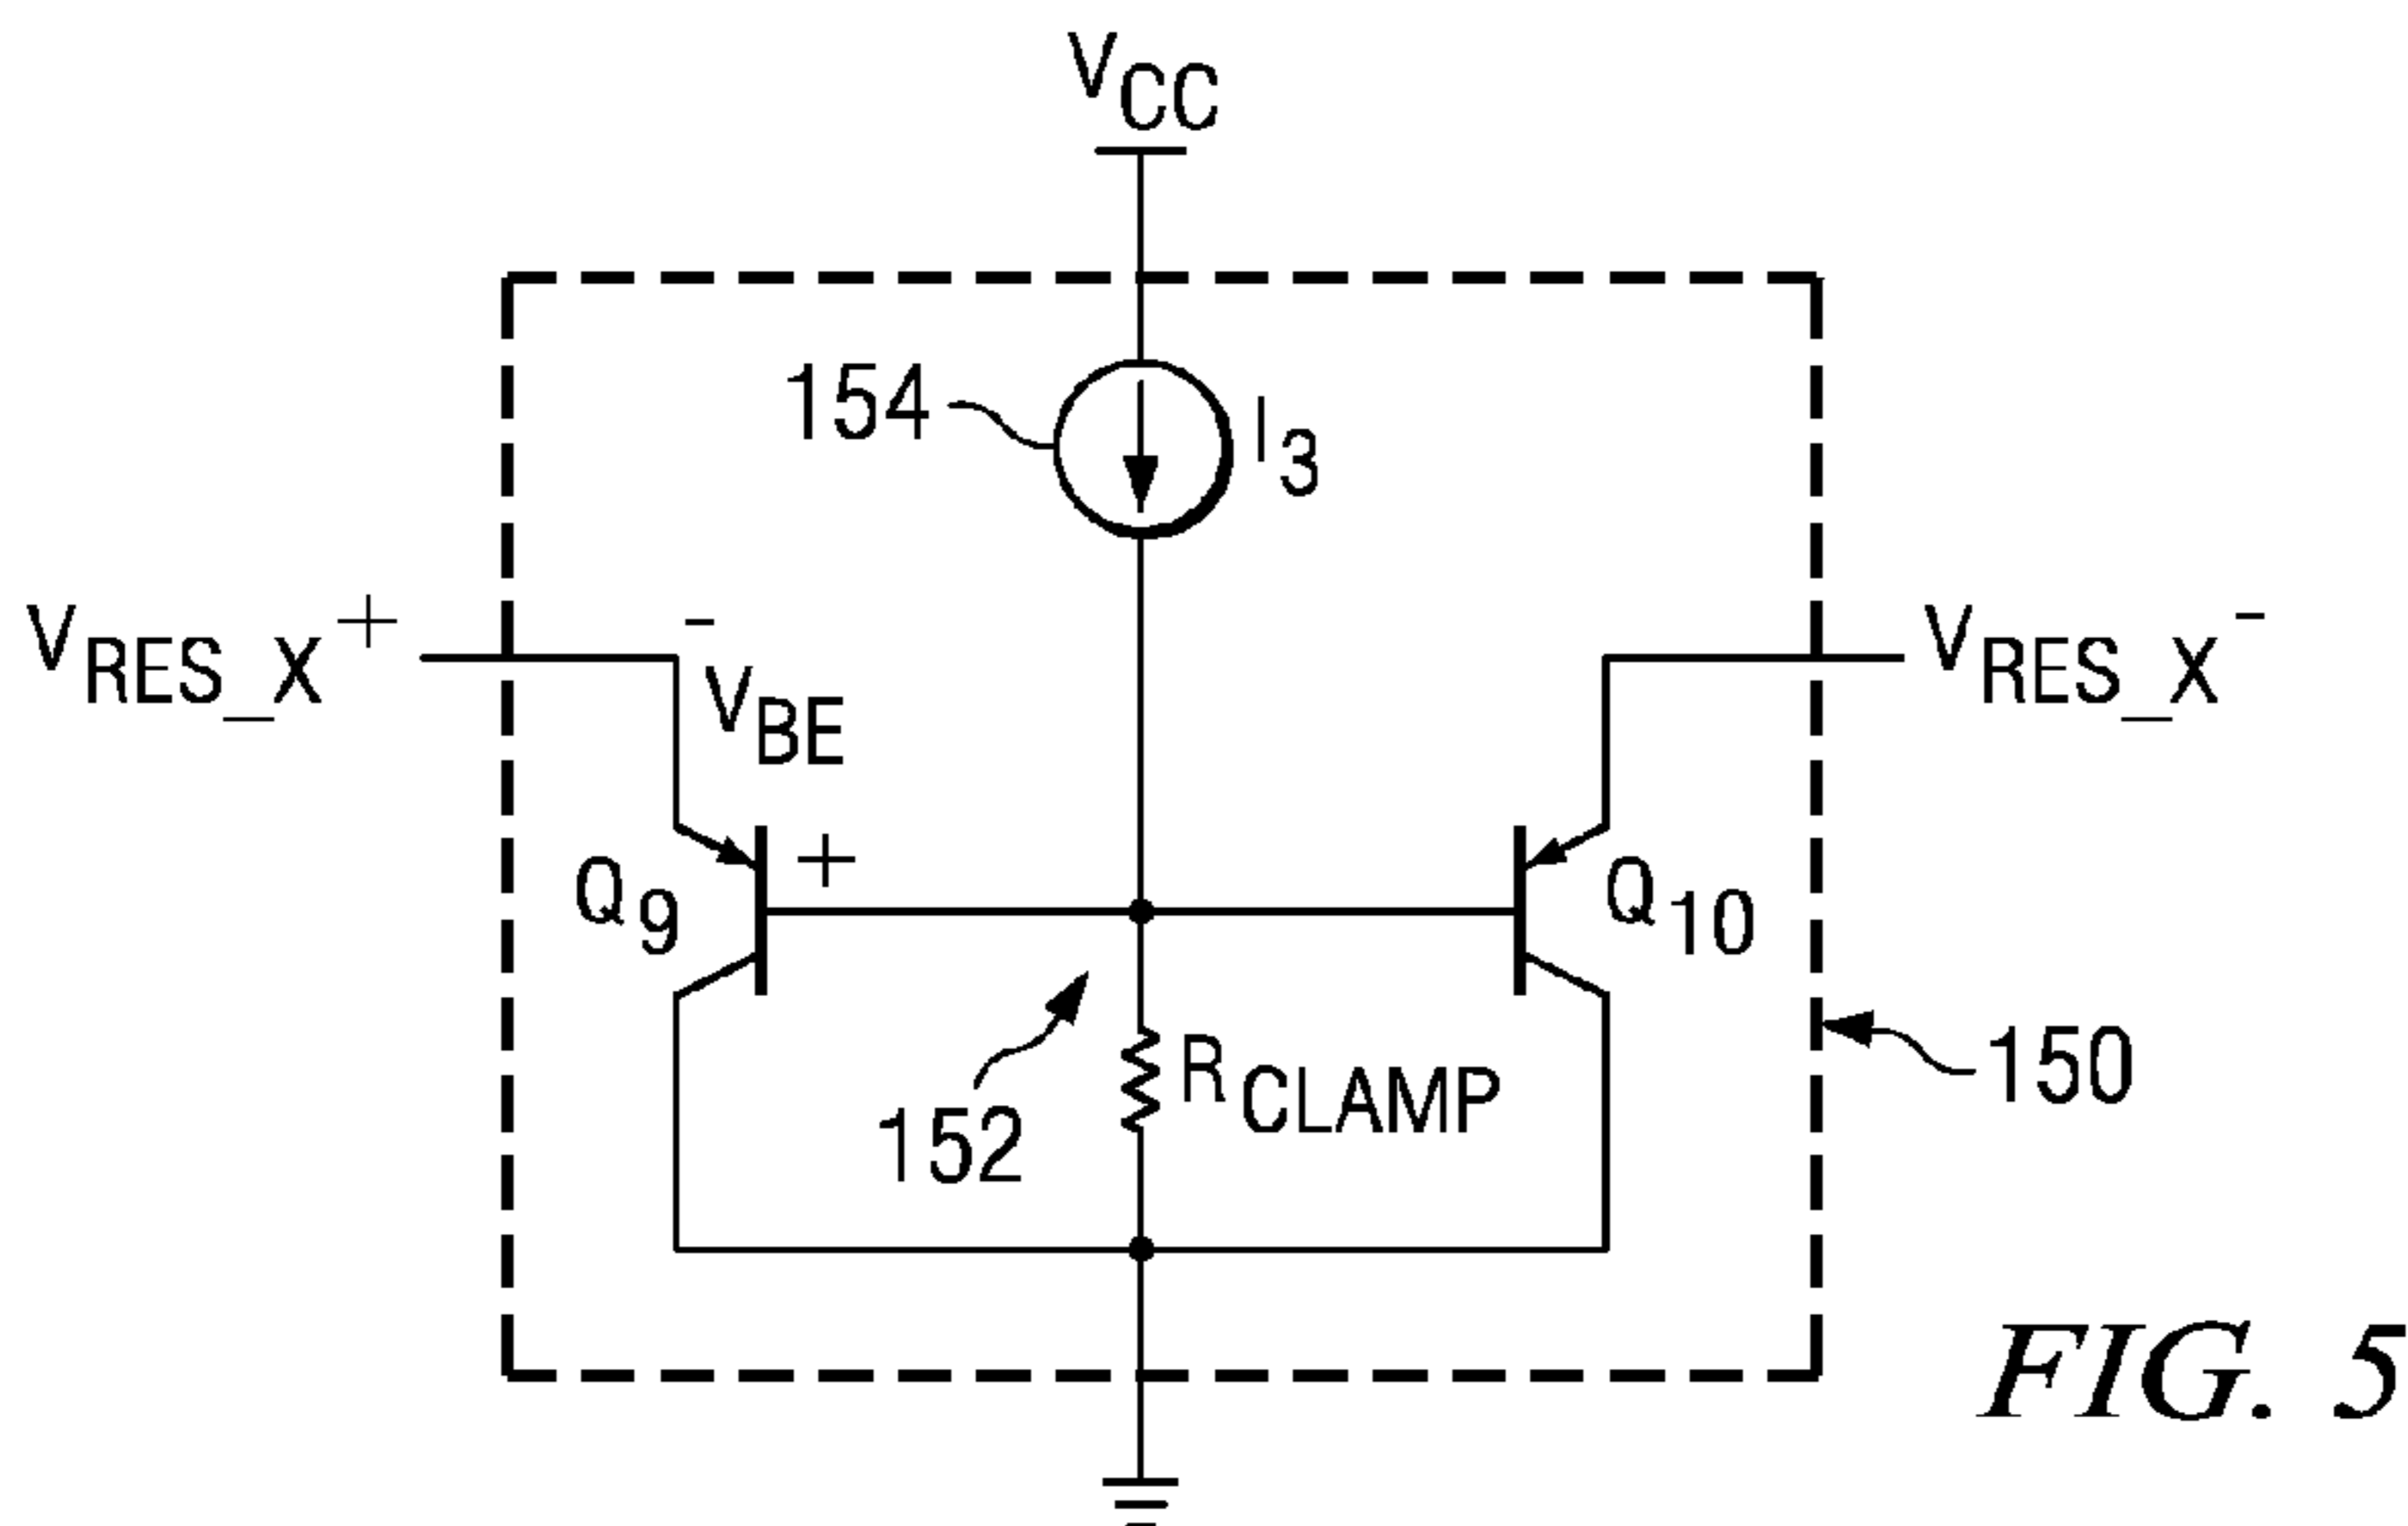 VCC
154
I3
VRES_X+
-
VBE
VRES_X-
Q9
+
Q10
152
RCLAMP
150
FIG. 5